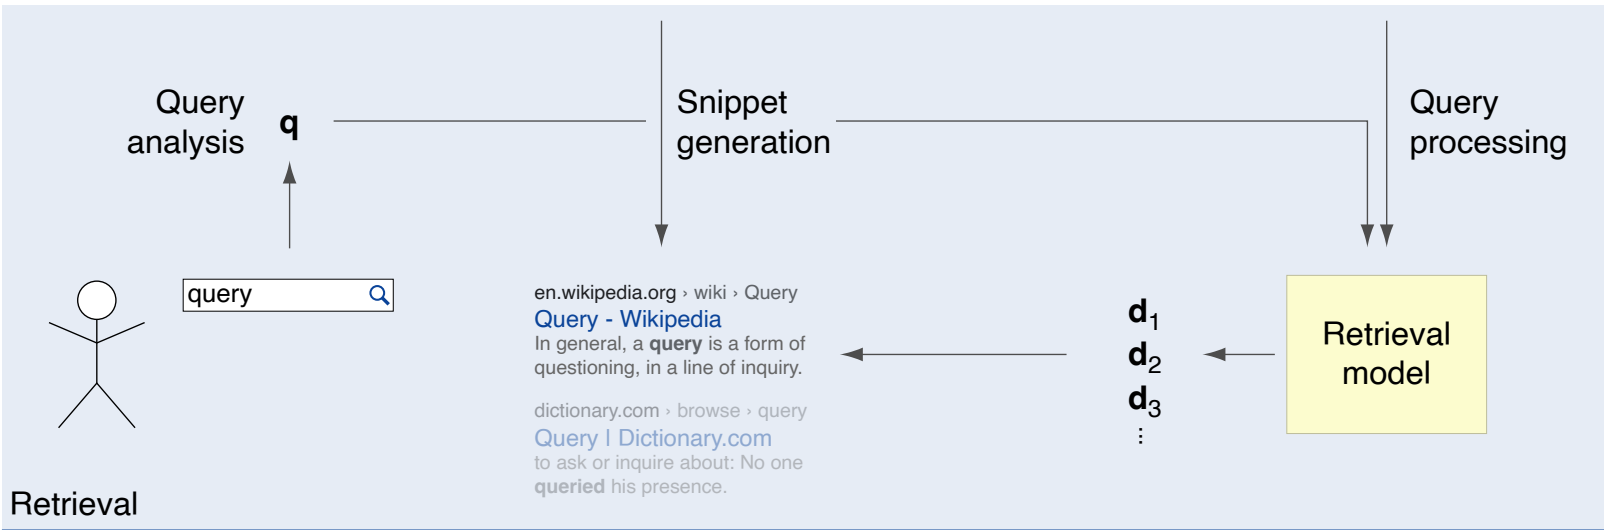 Query
analysis
q
Snippet
generation
Query
processing
query
en.wikipedia.org › wiki › Query
Query - Wikipedia
In general, a query is a form of
questioning, in a line of inquiry.
dictionary.com › browse › query
Query | Dictionary.com
to ask or inquire about: No one
queried his presence.
d1
d2
d3
⋮
Retrieval
model
Retrieval